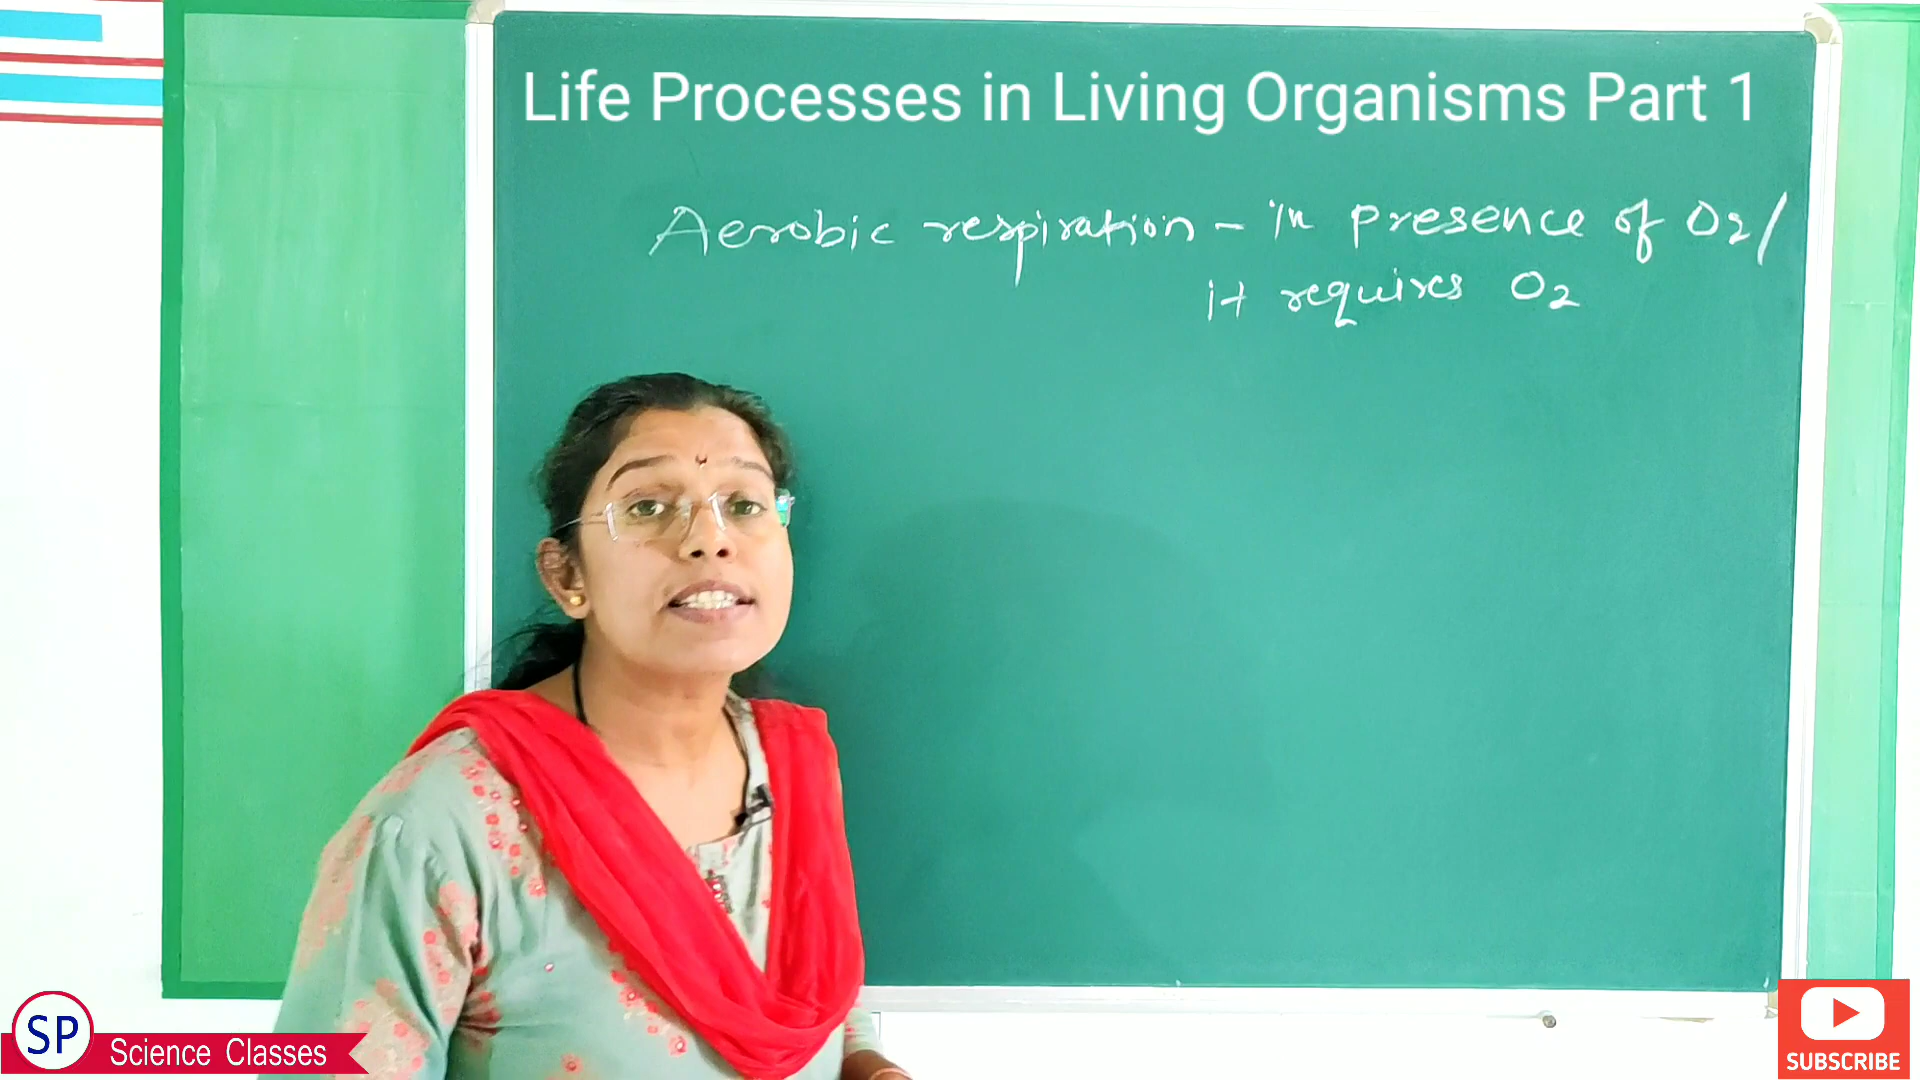 Life Processes in Living Organisms Part 1
Aerobic respiration - in presence of O2/
it requires O2
SP
Science Classes
SUBSCRIBE